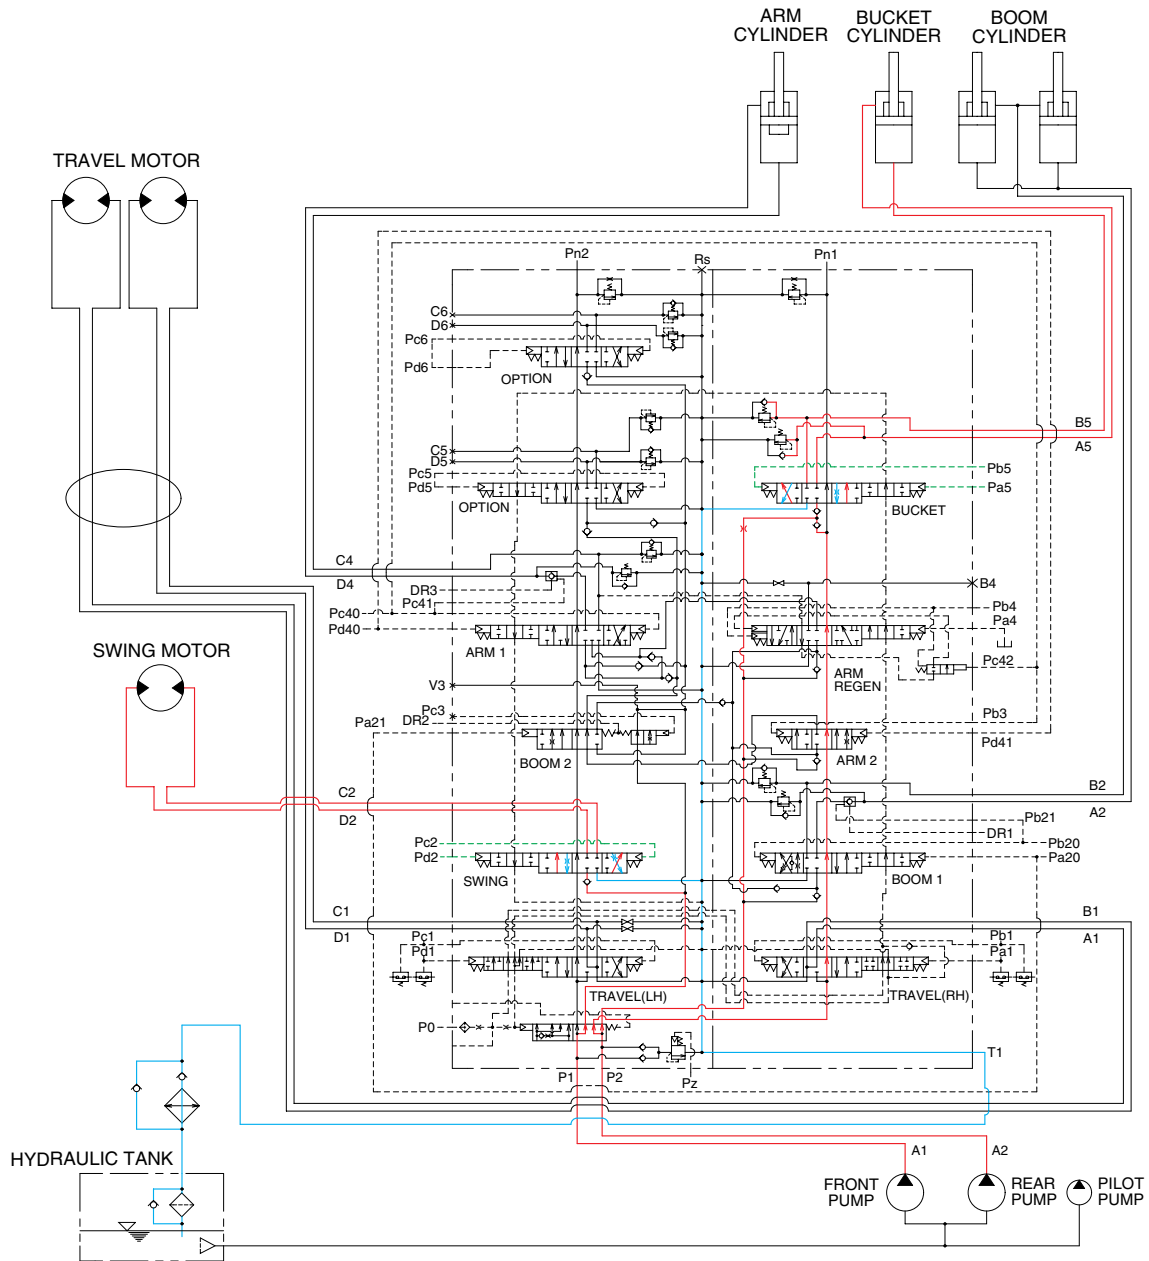 ARM
CYLINDER
BUCKET
CYLINDER
BOOM
CYLINDER
TRAVEL MOTOR
Pn2
Rs
Pn1
C6
D6
Pc6
Pd6
OPTION
C5
D5
Pc5
Pd5
OPTION
B5
A5
Pb5
Pa5
BUCKET
C4
D4
DR3
Pc41
Pc40
Pd40
ARM 1
B4
Pb4
Pa4
Pc42
ARM
REGEN
SWING MOTOR
V3
Pc3
DR2
Pa21
BOOM 2
Pb3
Pd41
ARM 2
C2
D2
B2
A2
Pb21
DR1
Pb20
Pa20
BOOM 1
Pc2
Pd2
SWING
C1
D1
B1
A1
Pc1
Pd1
Pb1
Pa1
TRAVEL(LH)
TRAVEL(RH)
P0
T1
P1
P2
Pz
HYDRAULIC TANK
A1
A2
FRONT
PUMP
REAR
PUMP
PILOT
PUMP